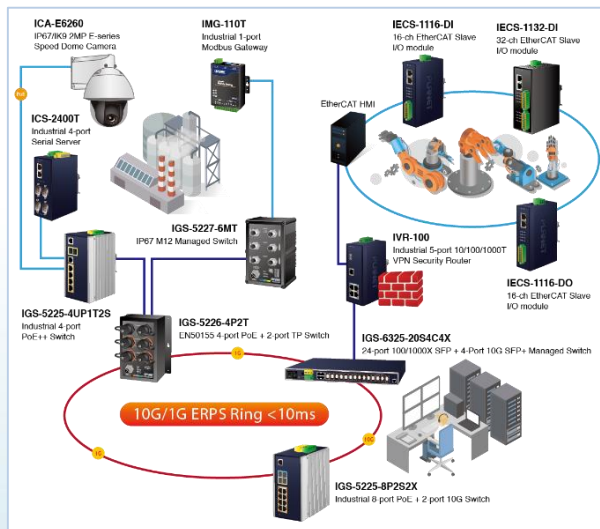 ICA-E6260
IP67/IK9 2MP E-series
Speed Dome Camera
IMG-110T
Industrial 1-port
Modbus Gateway
IECS-1116-DI
16-ch EtherCAT Slave
I/O module
IECS-1132-DI
32-ch EtherCAT Slave
I/O module
PoE
EtherCAT HMI
ICS-2400T
Industrial 4-port
Serial Server
IGS-5227-6MT
IP67 M12 Managed Switch
IVR-100
Industrial 5-port 10/100/1000T
VPN Security Router
IECS-1116-DO
16-ch EtherCAT Slave
I/O module
IGS-5225-4UP1T2S
Industrial 4-port
PoE++ Switch
IGS-5226-4P2T
EN50155 4-port PoE + 2-port TP Switch
IGS-6325-20S4C4X
24-port 100/1000X SFP + 4-Port 10G SFP+ Managed Switch
1G
10G/1G ERPS Ring <10ms
1G
10G
IGS-5225-8P2S2X
Industrial 8-port PoE + 2-port 10G Switch